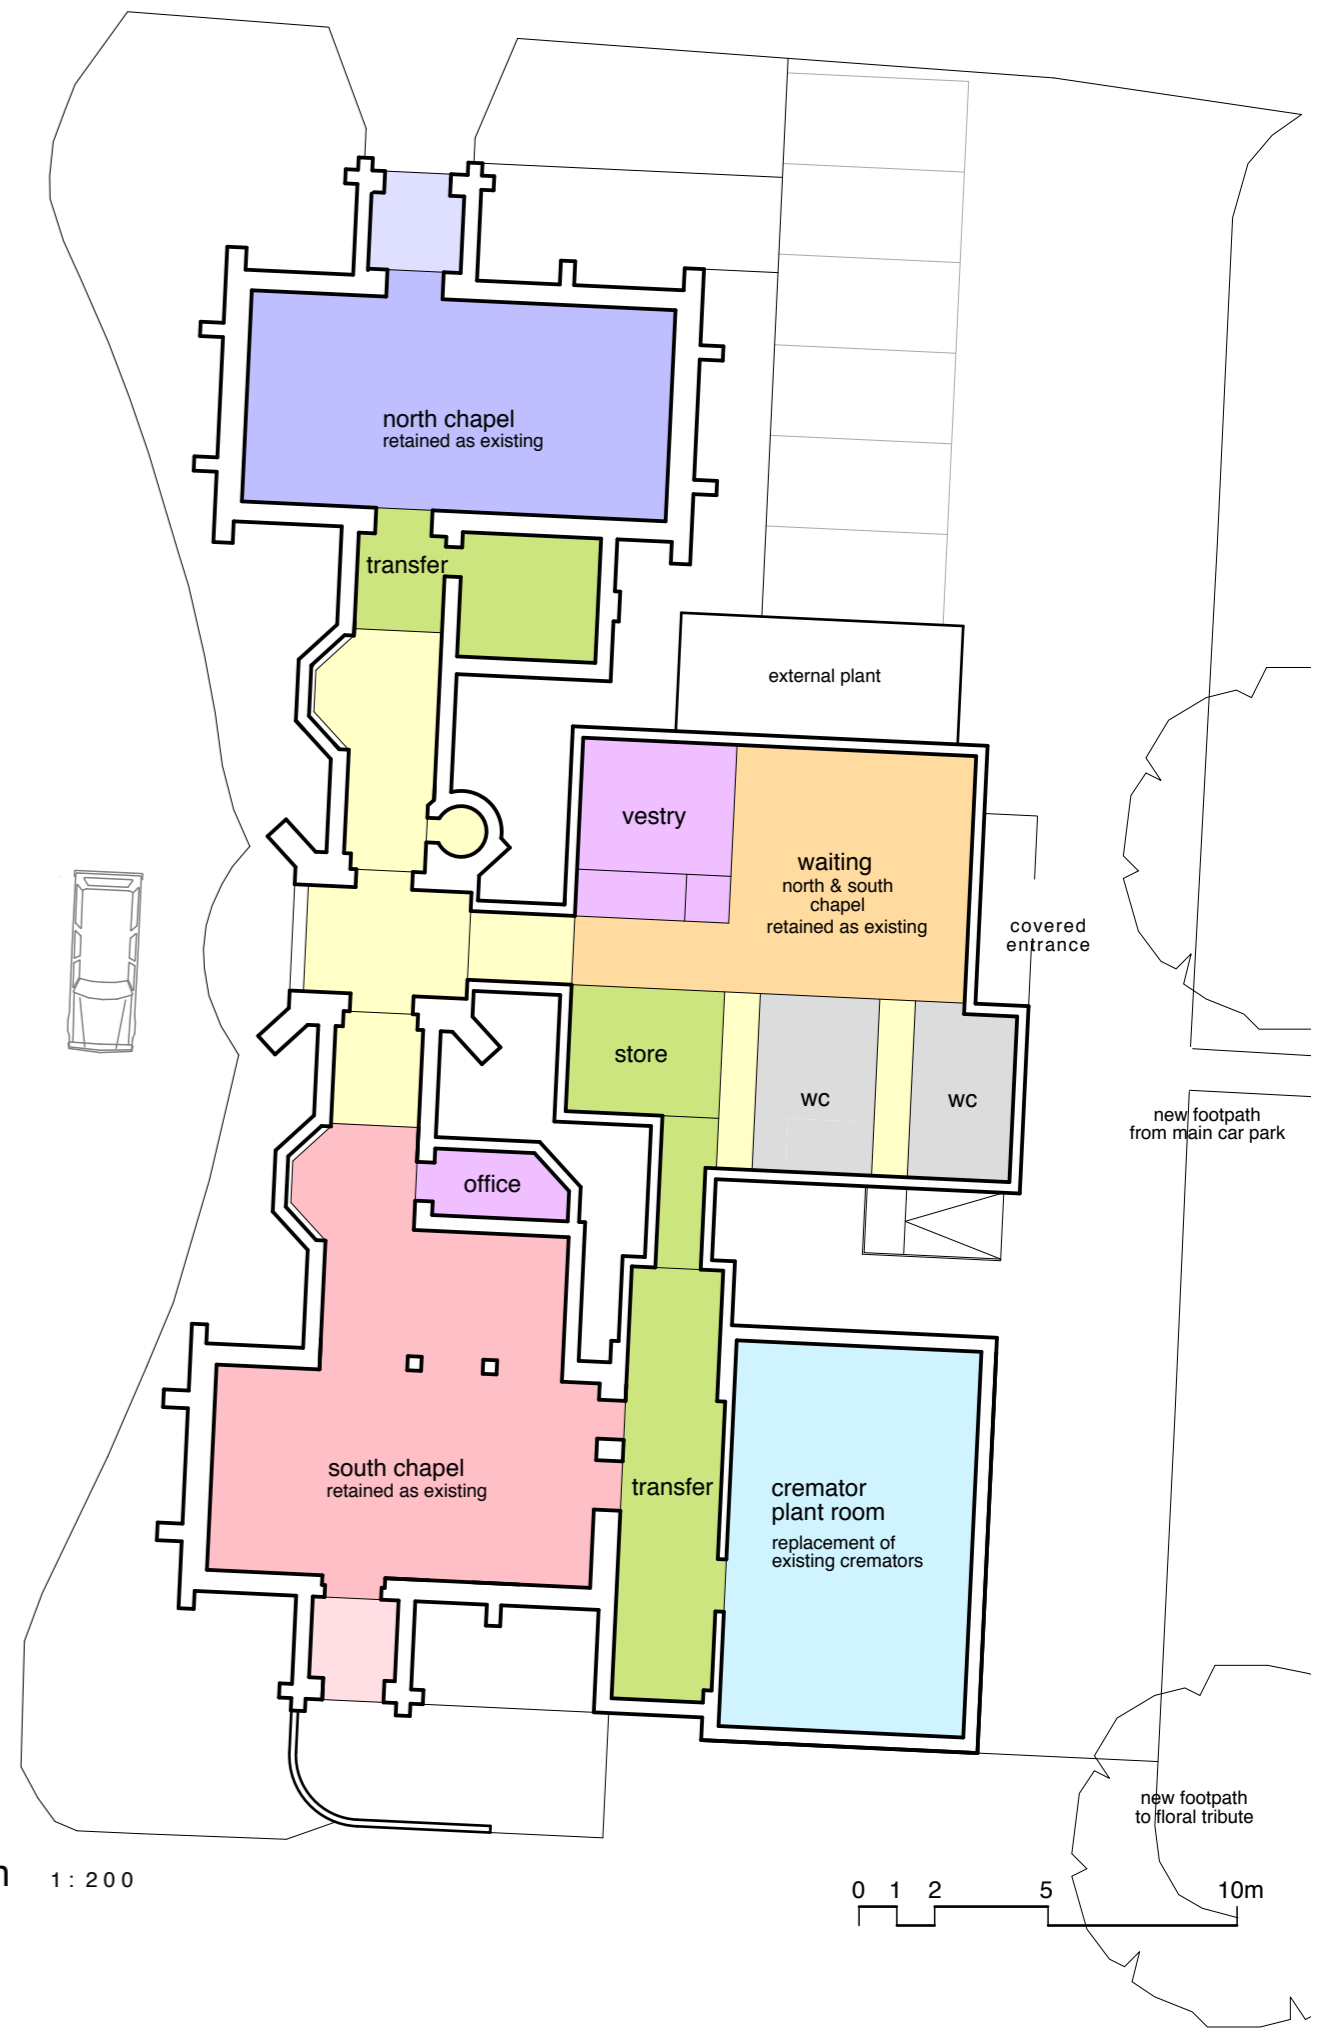 north chapel
retained as existing
transfer
external plant
vestry
waiting
north & south
chapel
retained as existing
covered
entrance
store
wc
wc
new footpath
from main car park
office
south chapel
retained as existing
transfer
cremator
plant room
replacement of
existing cremators
new footpath
to floral tribute
1:200
0 1 2 5 10m